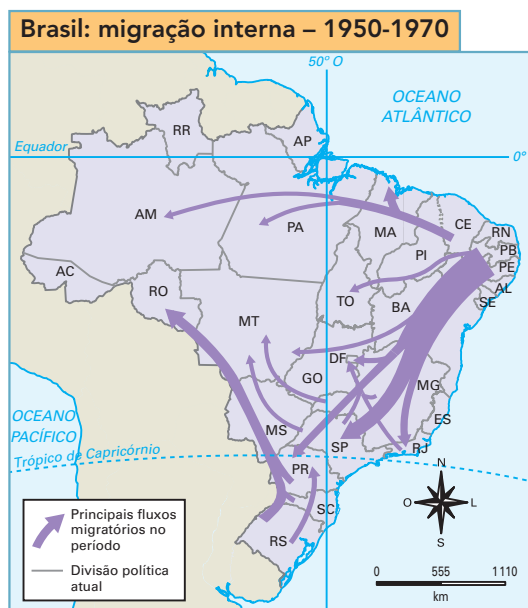 Brasil: migração interna – 1950-1970
50° O
OCEANO
ATLÂNTICO
RR
AP
Equador
0°
AM
PA
MA
CE
RN
PB
PE
AL
SE
PI
AC
RO
TO
BA
MT
DF
GO
MG
ES
MS
SP
RJ
OCEANO
PACÍFICO
Trópico de Capricórnio
PR
SC
RS
N
O
L
S
Principais fluxos
migratórios no
período
Divisão política
atual
0 555 1 110
km